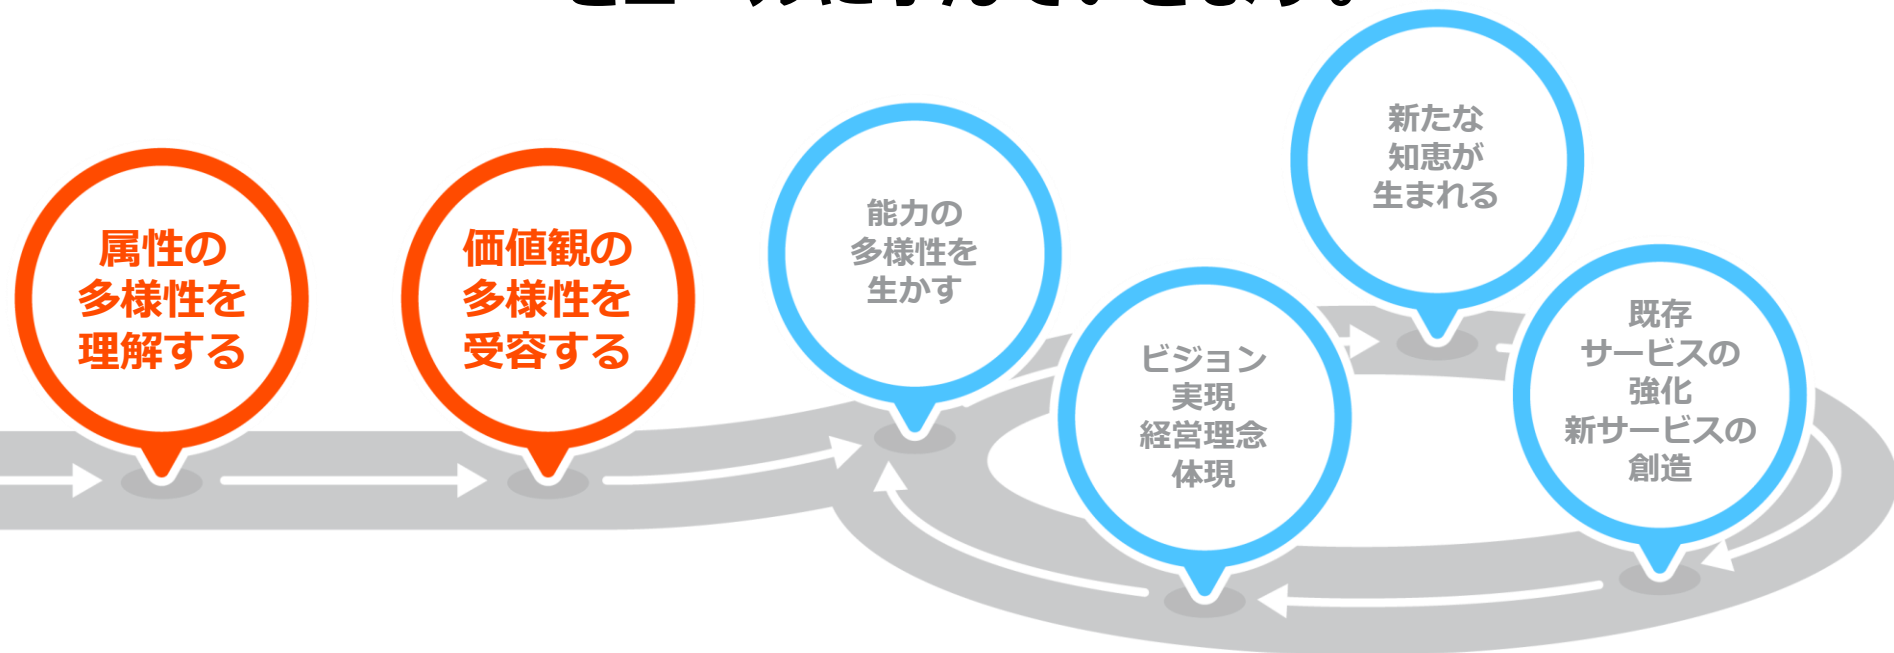 属性の
多様性を
理解する
価値観の
多様性を
受容する
能力の
多様性を
生かす
新たな
知恵が
生まれる
既存
サービスの
強化
新サービスの
創造
ビジョン
実現
経営理念
体現